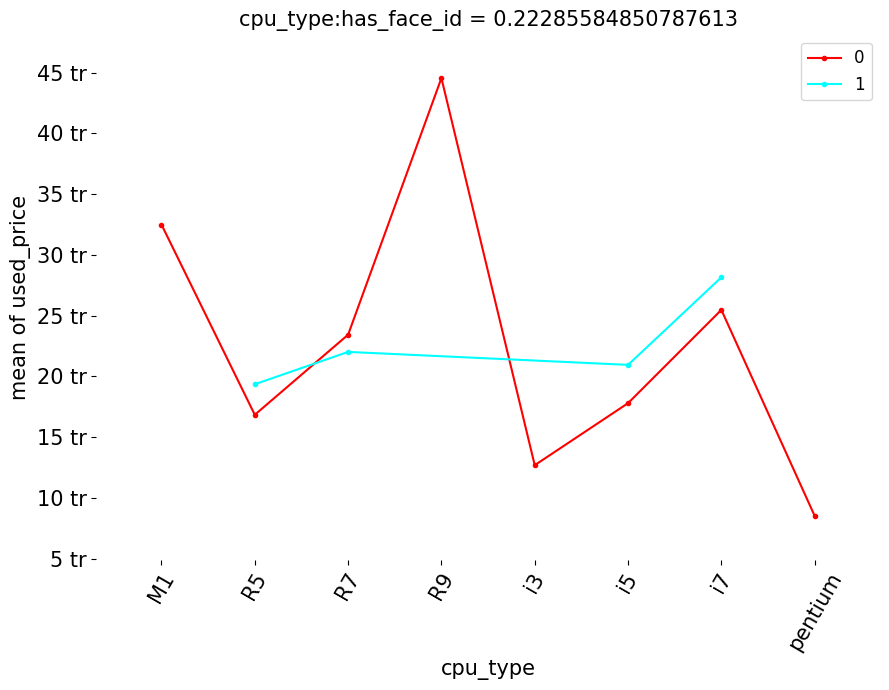 cpu_type:has_face_id = 0.22285584850787613
0
1
45 tr
40 tr
35 tr
30 tr
25 tr
20 tr
15 tr
10 tr
5 tr
mean of used_price
M1
R5
R7
R9
i3
i5
i7
pentium
cpu_type